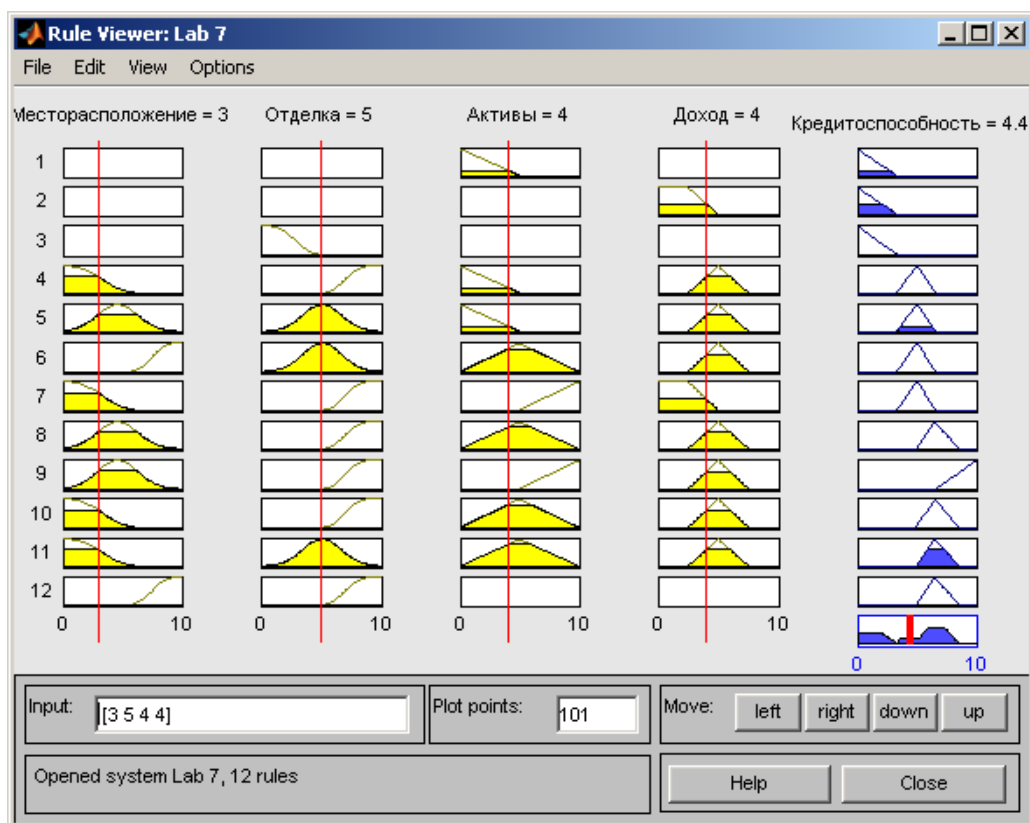 Rule Viewer: Lab 7
File Edit View Options
Месторасположение = 3 Отделка = 5 Активы = 4 Доход = 4 Кредитоспособность = 4.4
1
2
3
4
5
6
7
8
9
10
11
12
0 10 0 10 0 10 0 10
0 10
Input: [3 5 4 4] Plot points: 101 Move: left right down up
Opened system Lab 7, 12 rules Help Close